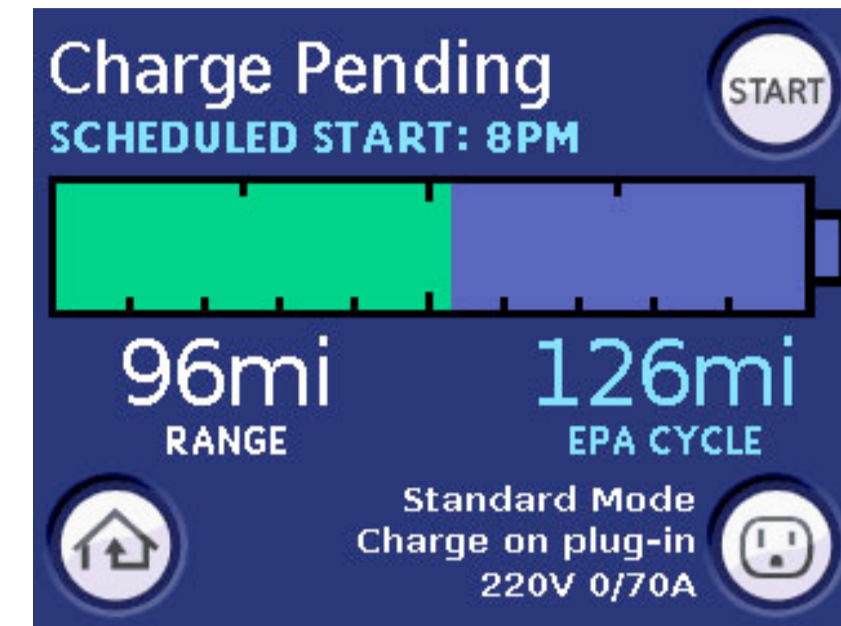 Charge Pending
START
SCHEDULED START: 8PM
96mi
126mi
RANGE
EPA CYCLE
Standard Mode
Charge on plug-in
220V 0/70A